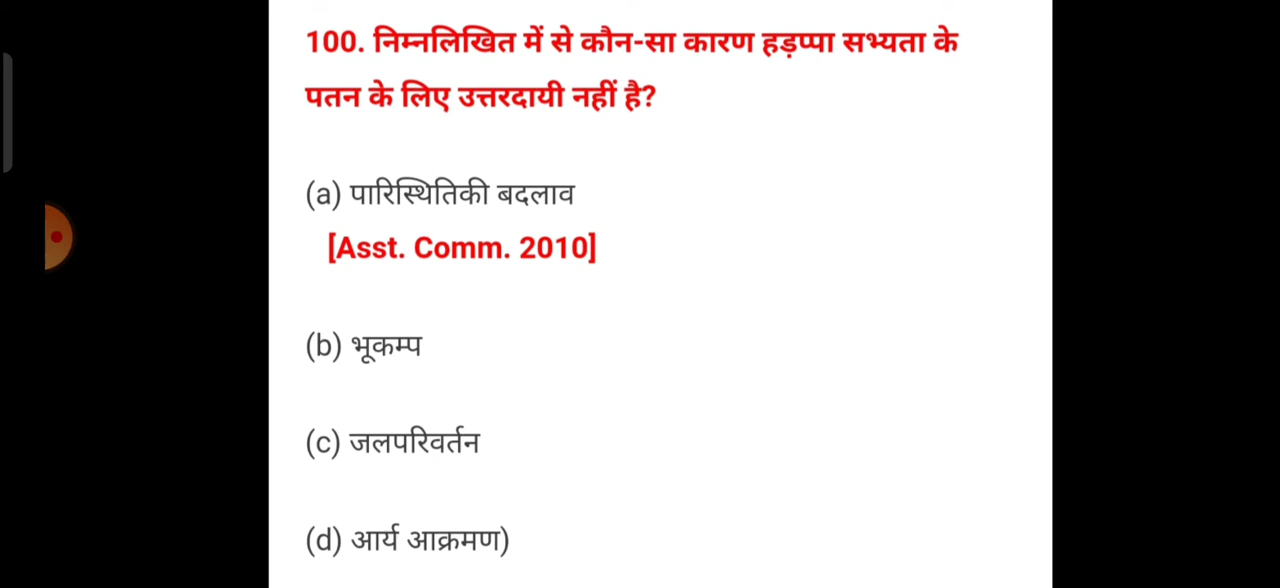 100. निम्नलिखित में से कौन-सा कारण हड़प्पा सभ्यता के
पतन के लिए उत्तरदायी नहीं है?
(a) पारिस्थितिकी बदलाव
[Asst. Comm. 2010]
(b) भूकम्प
(c) जलपरिवर्तन
(d) आर्य आक्रमण)